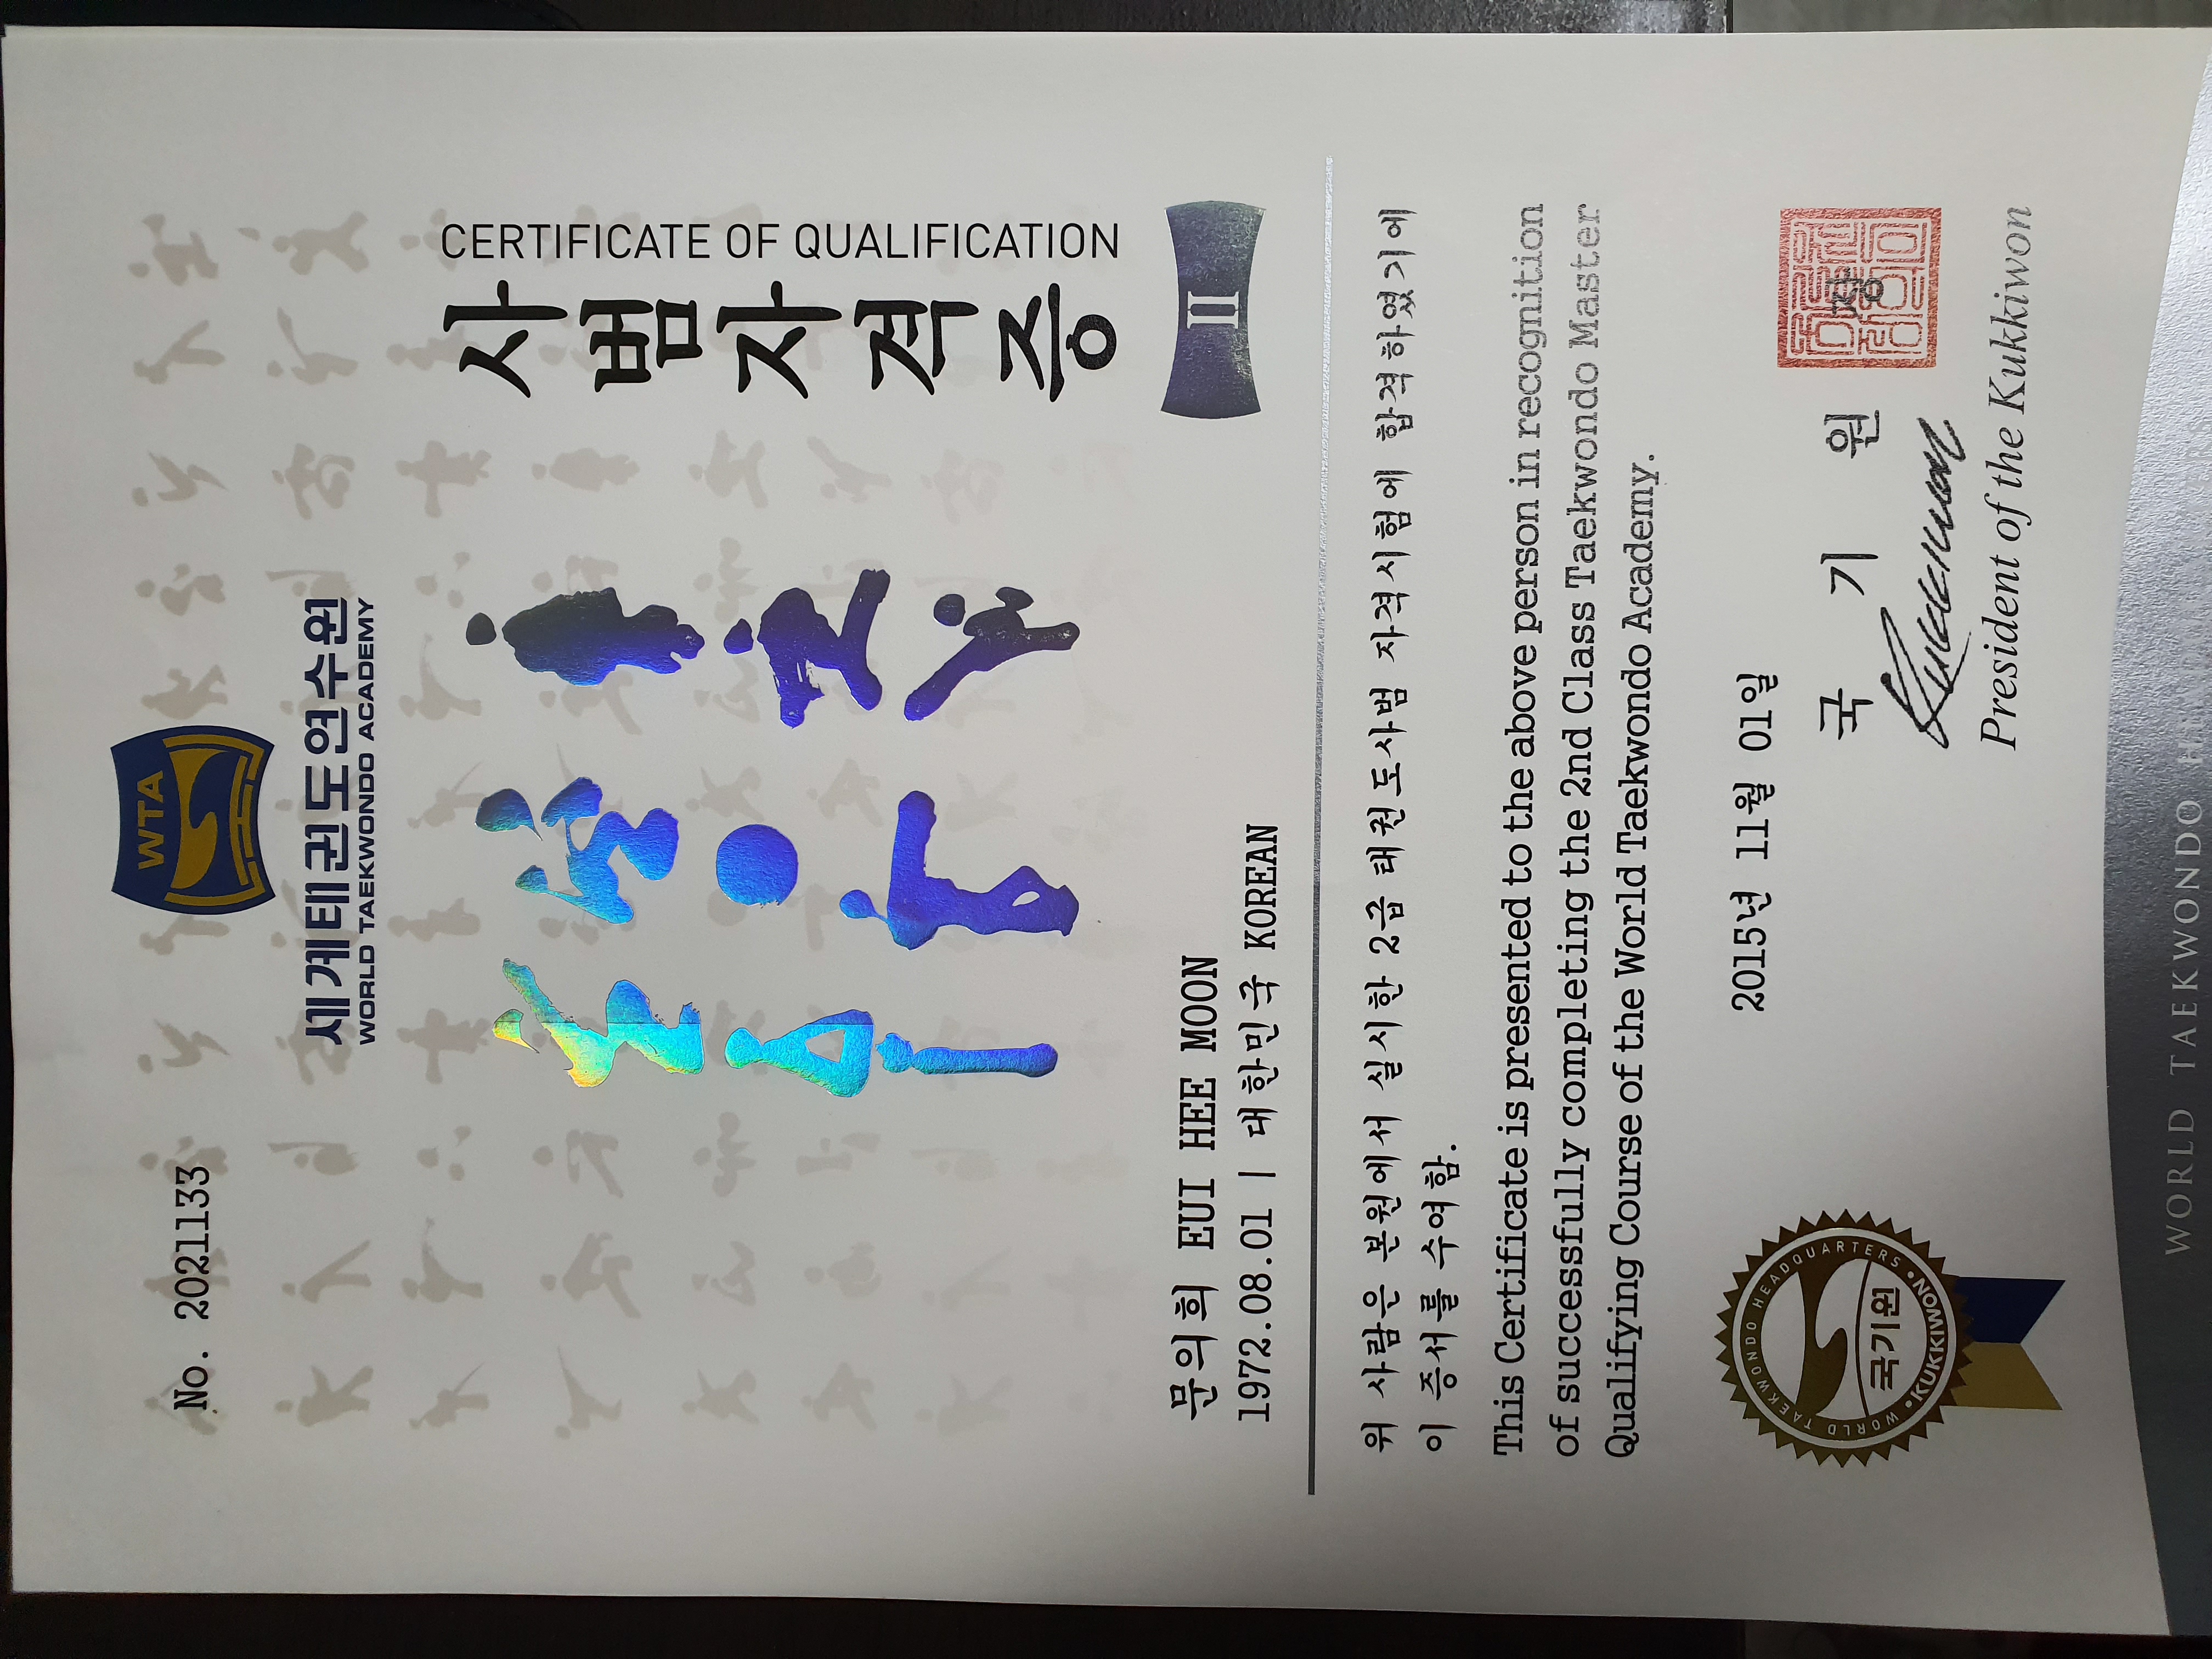 No. 2021133
WTA
세계태권도연수원
WORLD TAEKWONDO ACADEMY
CERTIFICATE OF QUALIFICATION
사범자격증
II
문의희 EUI HEE MOON
1972.08.01 | 대한민국 KOREAN
위 사람은 본원에서 실시한 2급 태권도사범 자격시험에 합격하였기에
이 증서를 수여함.
This Certificate is presented to the above person in recognition
of successfully completing the 2nd Class Taekwondo Master
Qualifying Course of the World Taekwondo Academy.
2015년 11월 01일
국 기 원 장
President of the Kukkiwon
WORLD TAEKWONDO HEADQUARTERS
국기원
KUKKIWON
WORLD TAEKWONDO